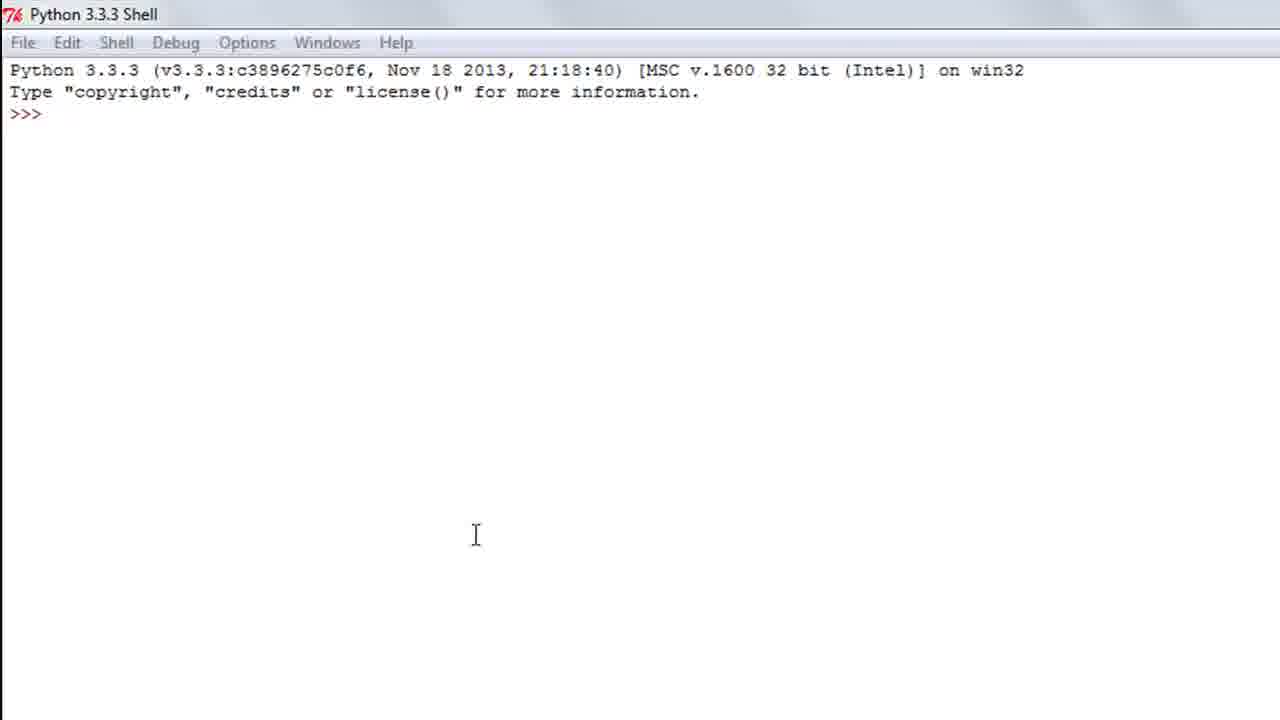 Python 3.3.3 Shell
File Edit Shell Debug Options Windows Help
Python 3.3.3 (v3.3.3:c3896275c0f6, Nov 18 2013, 21:18:40) [MSC v.1600 32 bit (Intel)] on win32
Type "copyright", "credits" or "license()" for more information.
>>>